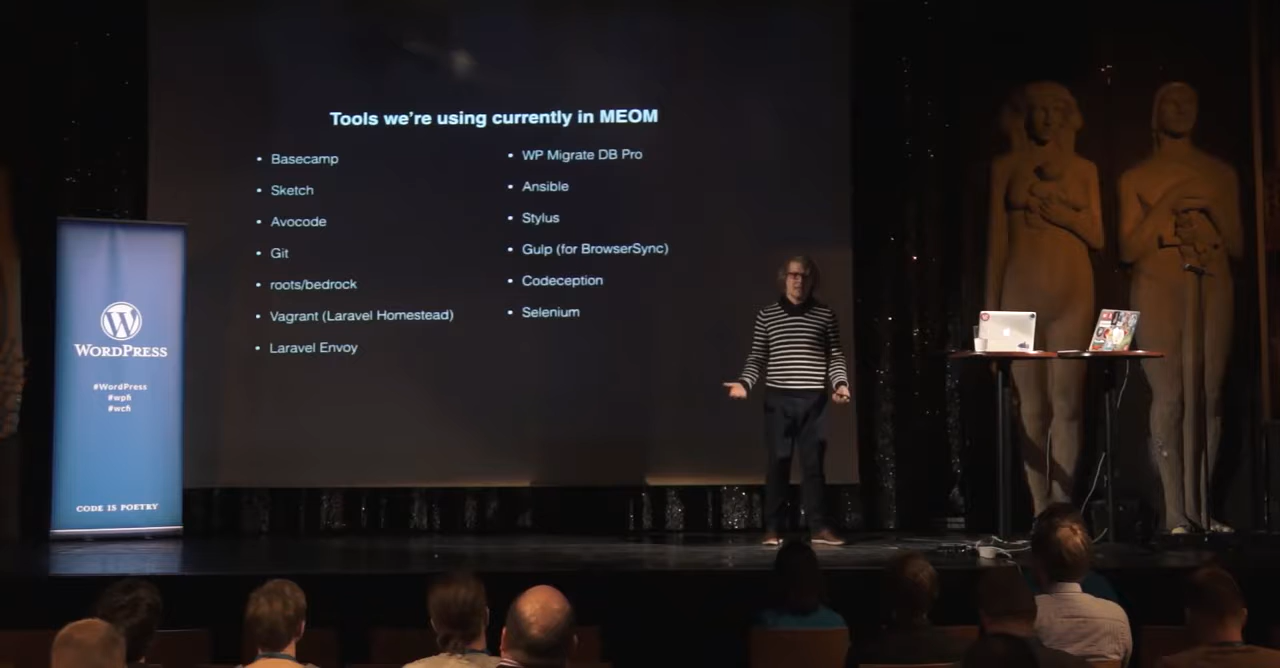 Tools we're using currently in MEOM
• Basecamp
• Sketch
• Avocode
• Git
• roots/bedrock
• Vagrant (Laravel Homestead)
• Laravel Envoy
• WP Migrate DB Pro
• Ansible
• Stylus
• Gulp (for BrowserSync)
• Codeception
• Selenium
W
WORDPRESS
#WordPress
#wpfi
#wcfi
CODE IS POETRY